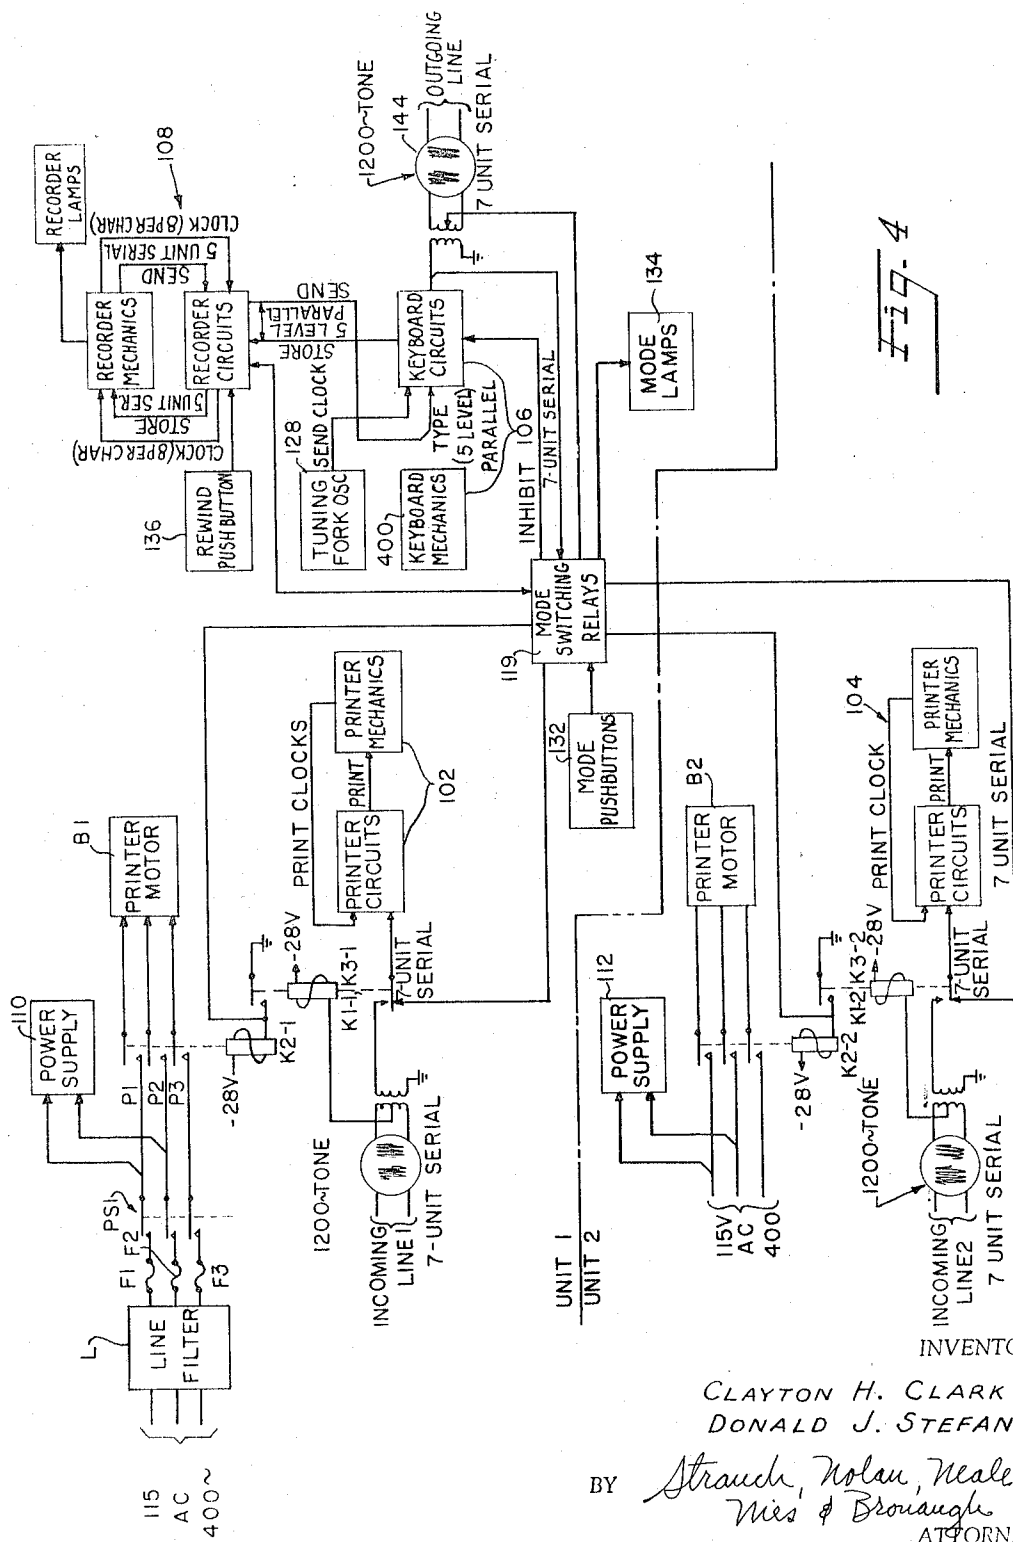 115
AC
400~
L
LINE
FILTER
F1
F2
F3
PS1
P1
P2
P3
110
POWER
SUPPLY
B1
PRINTER
MOTOR
-28V
K2-1
-28V
K1-1
K3-1
1200~TONE
INCOMING
LINE 1
7-UNIT SERIAL
7-UNIT
SERIAL
PRINT CLOCKS
PRINTER
CIRCUITS
PRINT
PRINTER
MECHANICS
102
136
REWIND
PUSHBUTTON
CLOCK (8 PER CHAR)
STORE
5 UNIT SER
RECORDER
MECHANICS
RECORDER
CIRCUITS
SEND
5 UNIT SERIAL
CLOCK (8 PER CHAR)
108
RECORDER
LAMPS
128
TUNING
FORK OSC
SEND CLOCK
STORE
5 LEVEL
PARALLEL
SEND
400
KEYBOARD
MECHANICS
TYPE
(5 LEVEL)
PARALLEL
106
KEYBOARD
CIRCUITS
1200~TONE
144
OUTGOING
LINE
7 UNIT SERIAL
INHIBIT
7-UNIT SERIAL
119
MODE
SWITCHING
RELAYS
132
MODE
PUSHBUTTONS
134
MODE
LAMPS
UNIT 1
UNIT 2
115V
AC
400
112
POWER
SUPPLY
B2
PRINTER
MOTOR
-28V
K2-2
-28V
K1-2
K3-2
1200~TONE
INCOMING
LINE 2
7 UNIT SERIAL
7-UNIT
SERIAL
PRINT CLOCK
104
PRINTER
CIRCUITS
PRINT
PRINTER
MECHANICS
7 UNIT SERIAL
Fig. 4
INVENTO
CLAYTON H. CLARK
DONALD J. STEFAN
BY Strauch, Nolan, Neale
Nies & Bronaugh
ATTORN